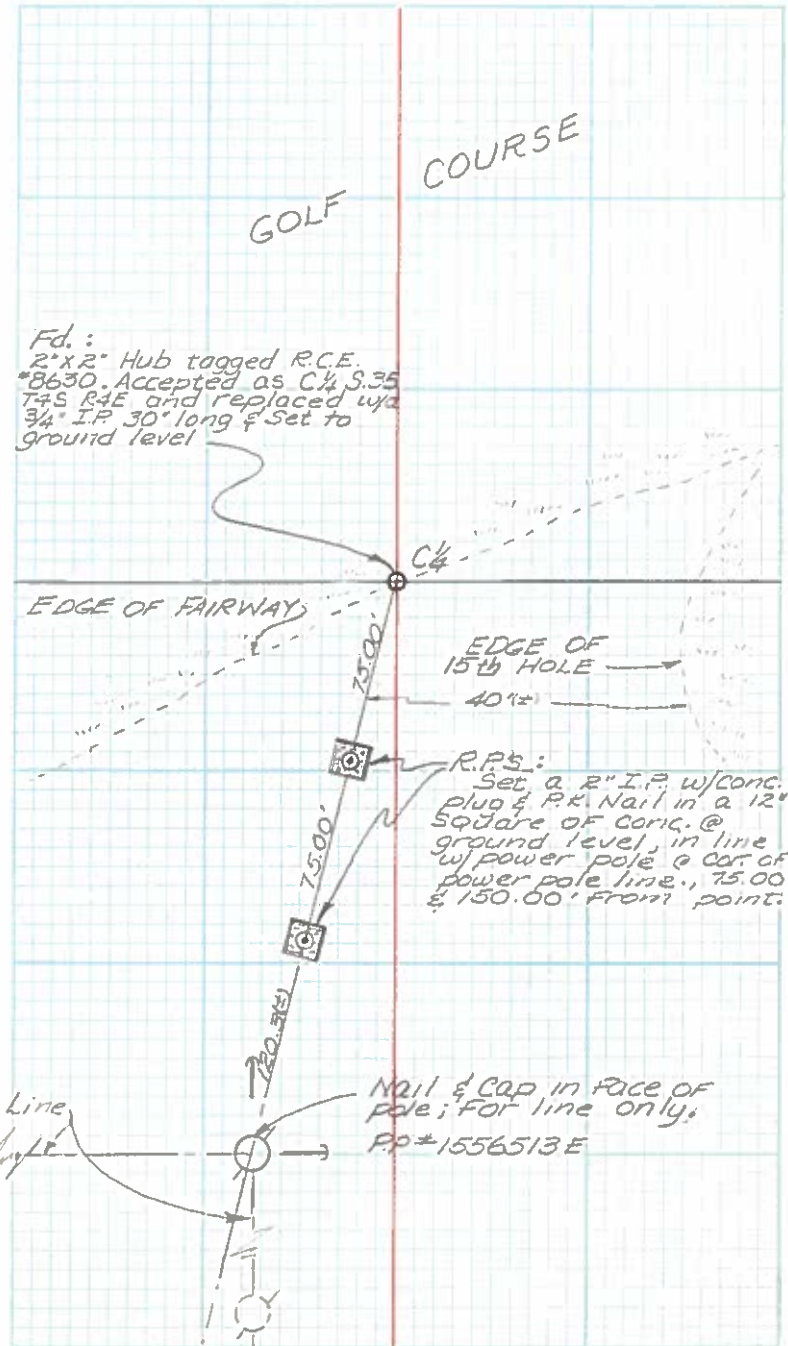 GOLF COURSE
Fd.:
2"x2" Hub tagged R.C.E.
#8630. Accepted as C¼ S.35
T4S R4E and replaced w/a
3/4" I.P. 30" long & Set to
ground level
C¼
EDGE OF FAIRWAY
75.00'
EDGE OF
15th HOLE
40'(±)
R.P.'S.:
Set a 2" I.P. w/conc.
plug & P.K. Nail in a 12"
Square OF Conc. @
ground level, in line
w/power pole @ cor. of
power pole line., 75.00
& 150.00' From point.
75.00'
120.3(±)
Nail & Cap in Face of
pole; For line only.
P.P #1556513E
Line